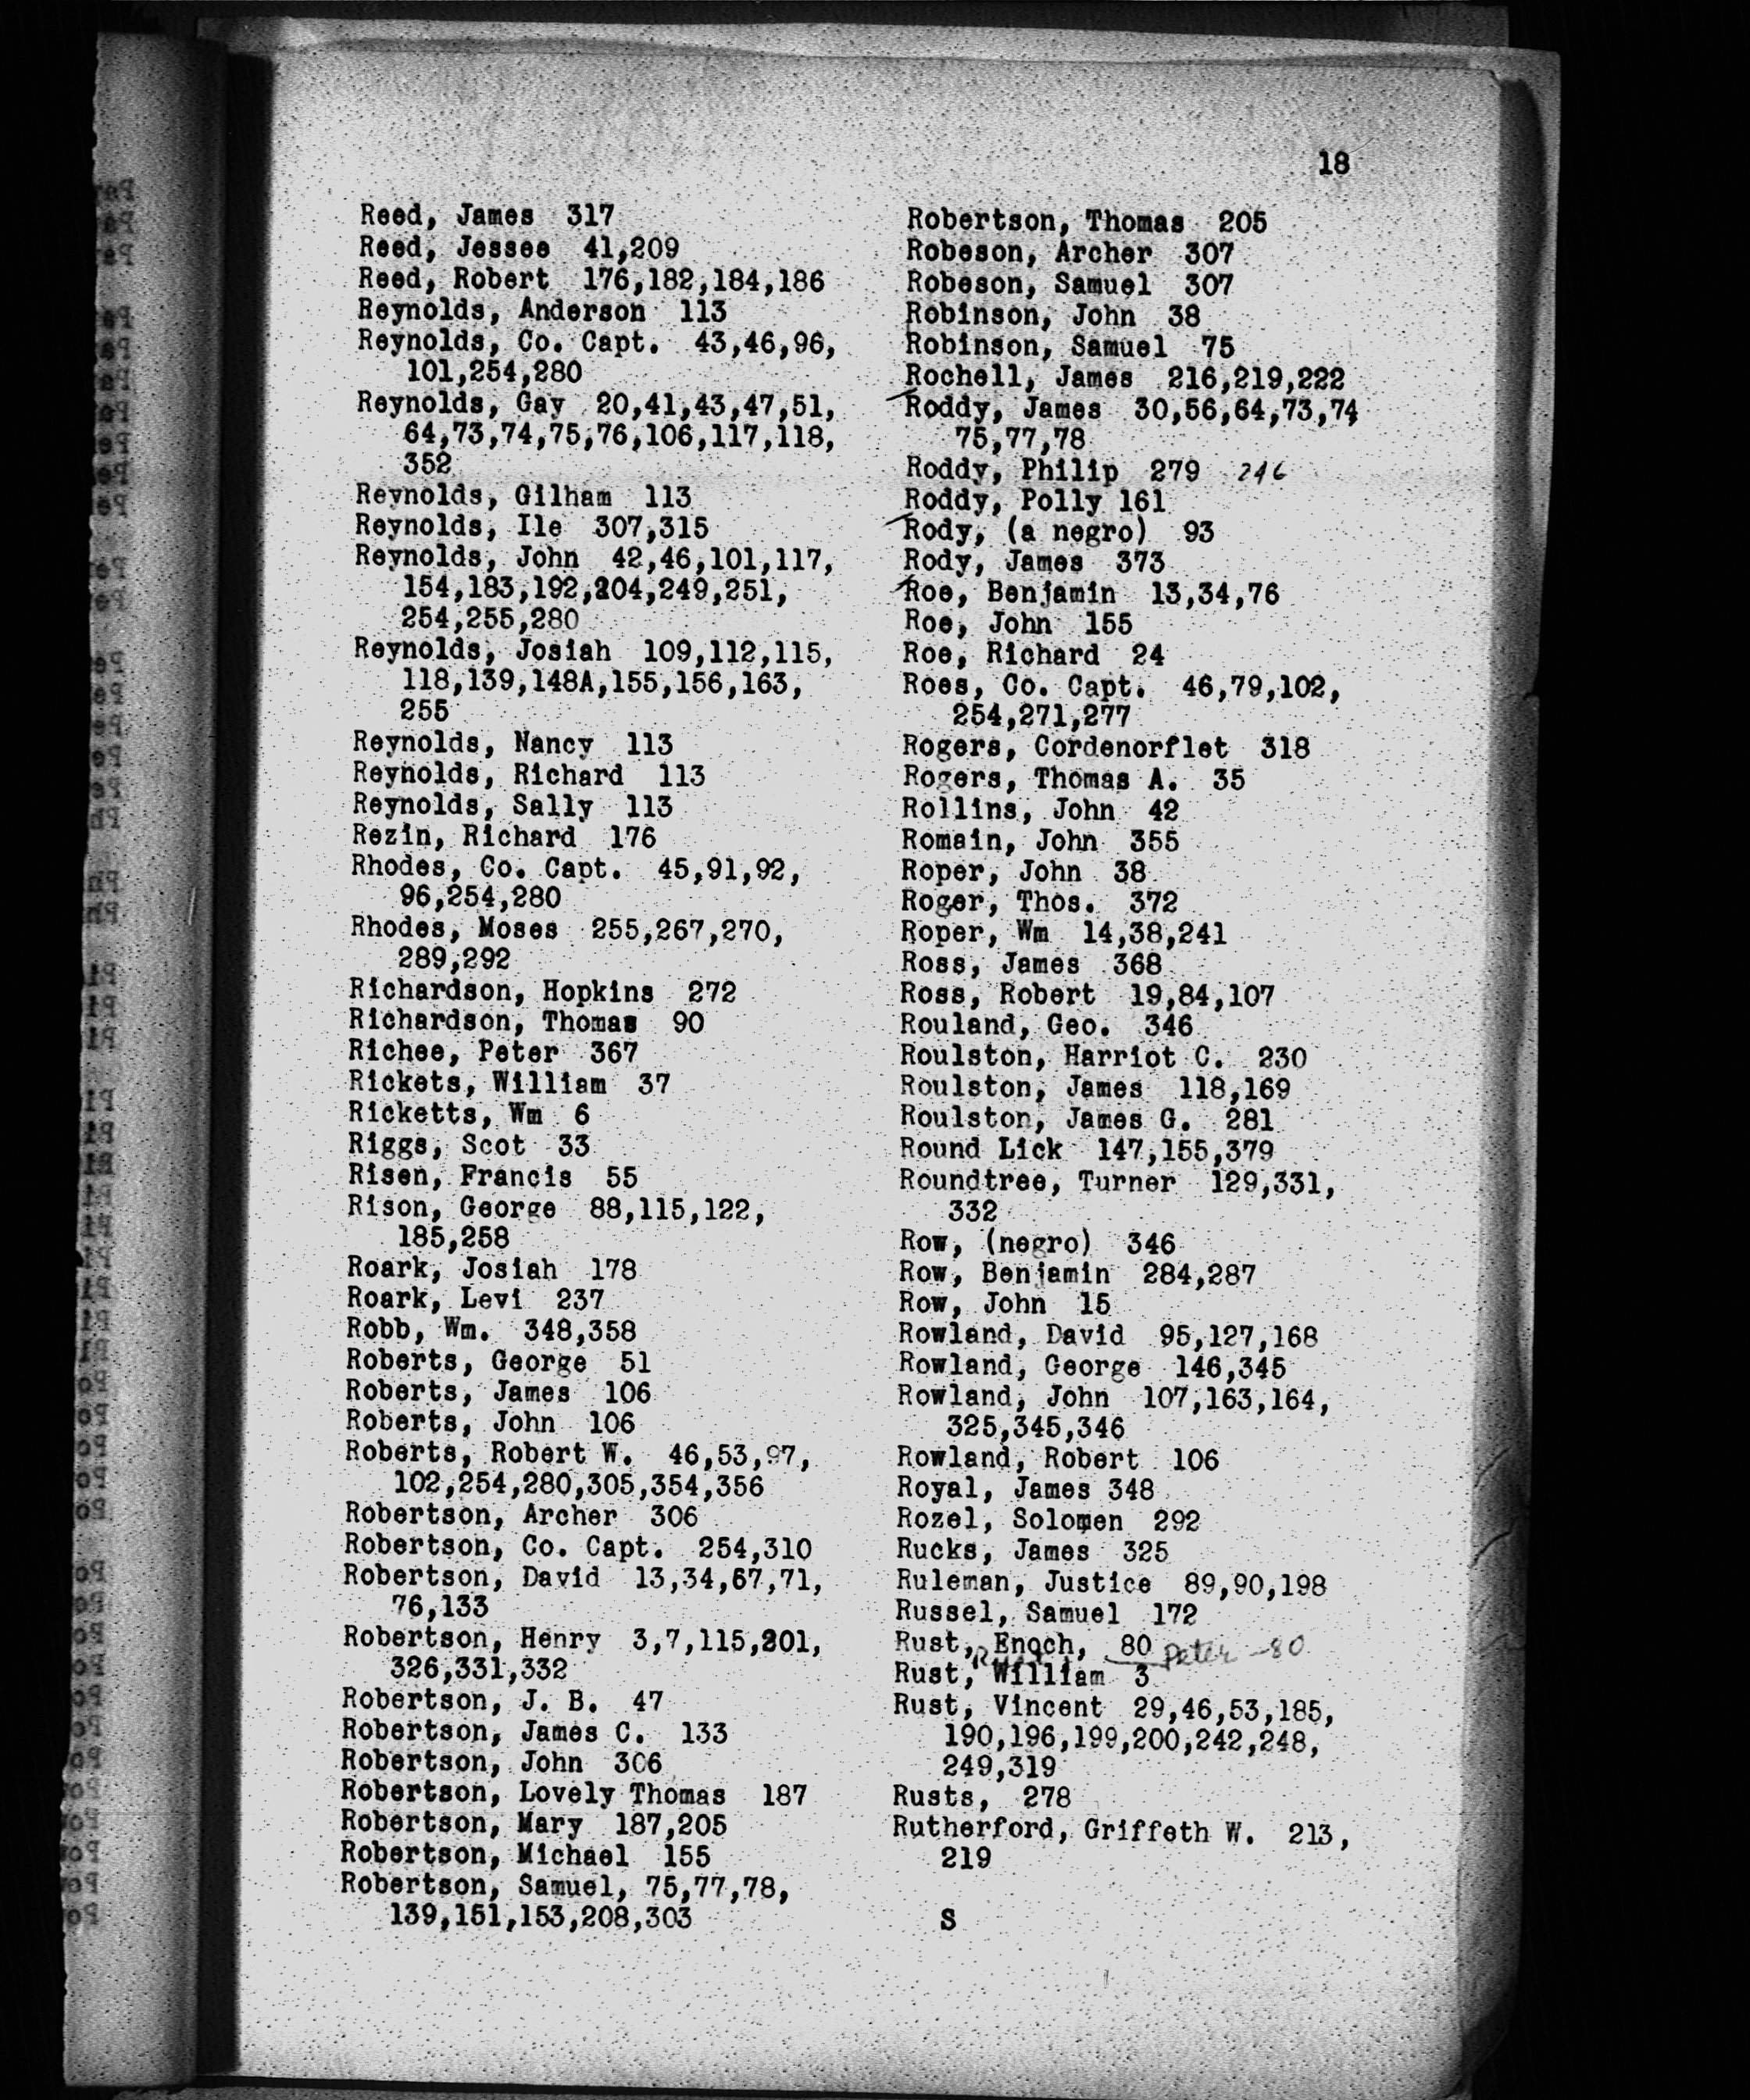 18
Reed, James 317
Reed, Jessee 41,209
Reed, Robert 176,182,184,186
Reynolds, Anderson 113
Reynolds, Co. Capt. 43,46,96,
101,254,280
Reynolds, Gay 20,41,43,47,51,
64,73,74,75,76,106,117,118,
352
Reynolds, Gilham 113
Reynolds, Ile 307,315
Reynolds, John 42,46,101,117,
154,183,192,204,249,251,
254,255,280
Reynolds, Josiah 109,112,115,
118,139,148A,155,156,163,
255
Reynolds, Nancy 113
Reynolds, Richard 113
Reynolds, Sally 113
Rezin, Richard 176
Rhodes, Co. Capt. 45,91,92,
96,254,280
Rhodes, Moses 255,267,270,
289,292
Richardson, Hopkins 272
Richardson, Thomas 90
Richee, Peter 367
Rickets, William 37
Ricketts, Wm 6
Riggs, Scot 33
Risen, Francis 55
Rison, George 88,115,122,
185,258
Roark, Josiah 178
Roark, Levi 237
Robb, Wm. 348,358
Roberts, George 51
Roberts, James 106
Roberts, John 106
Roberts, Robert W. 46,53,97,
102,254,280,305,354,356
Robertson, Archer 306
Robertson, Co. Capt. 254,310
Robertson, David 13,34,67,71,
76,133
Robertson, Henry 3,7,115,201,
326,331,332
Robertson, J. B. 47
Robertson, James C. 133
Robertson, John 306
Robertson, Lovely Thomas 187
Robertson, Mary 187,205
Robertson, Michael 155
Robertson, Samuel, 75,77,78,
139,151,153,208,303
Robertson, Thomas 205
Robeson, Archer 307
Robeson, Samuel 307
Robinson, John 38
Robinson, Samuel 75
Rochell, James 216,219,222
Roddy, James 30,56,64,73,74
75,77,78
Roddy, Philip 279 246
Roddy, Polly 161
Rody, (a negro) 93
Rody, James 373
Roe, Benjamin 13,34,76
Roe, John 155
Roe, Richard 24
Roes, Co. Capt. 46,79,102,
254,271,277
Rogers, Cordenorflet 318
Rogers, Thomas A. 35
Rollins, John 42
Romain, John 355
Roper, John 38
Roger, Thos. 372
Roper, Wm 14,38,241
Ross, James 368
Ross, Robert 19,84,107
Rouland, Geo. 346
Roulston, Harriot C. 230
Roulston, James 118,169
Roulston, James G. 281
Round Lick 147,155,379
Roundtree, Turner 129,331,
332
Row, (negro) 346
Row, Benjamin 284,287
Row, John 15
Rowland, David 95,127,168
Rowland, George 146,345
Rowland, John 107,163,164,
325,345,346
Rowland, Robert 106
Royal, James 348
Rozel, Solomen 292
Rucks, James 325
Ruleman, Justice 89,90,198
Russel, Samuel 172
Rust, Enoch, 80 Peter -80
Rust, William 3
Rust, Vincent 29,46,53,185,
190,196,199,200,242,248,
249,319
Rusts, 278
Rutherford, Griffeth W. 213,
219
S